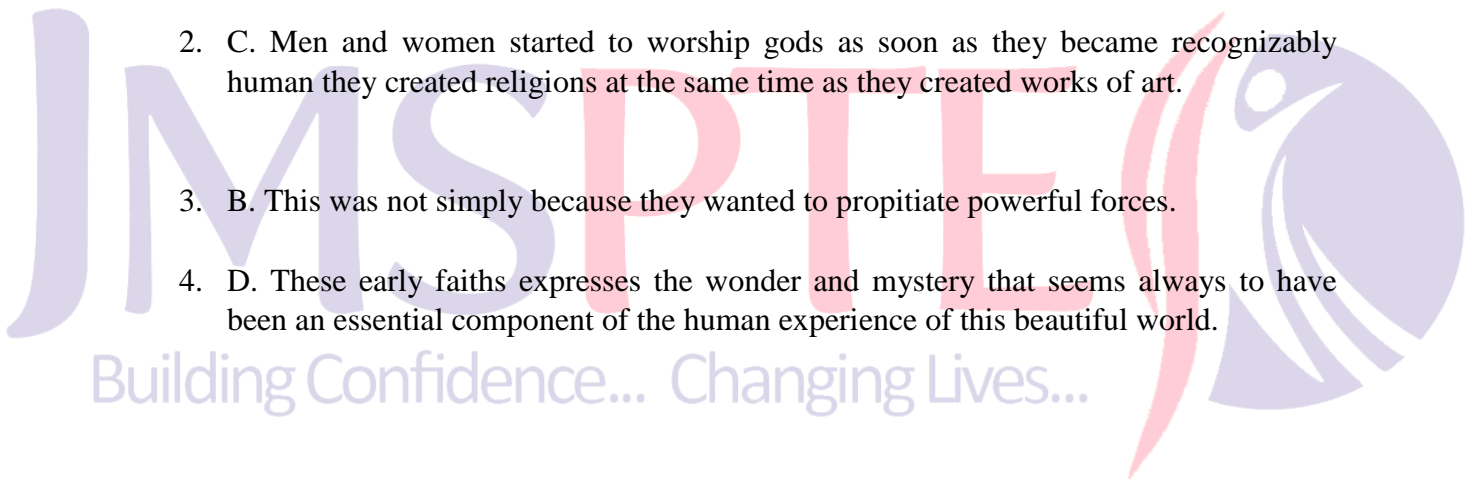 2. C. Men and women started to worship gods as soon as they became recognizably
human they created religions at the same time as they created works of art.
3. B. This was not simply because they wanted to propitiate powerful forces.
4. D. These early faiths expresses the wonder and mystery that seems always to have
been an essential component of the human experience of this beautiful world.
JMSPTE
Building Confidence... Changing Lives...